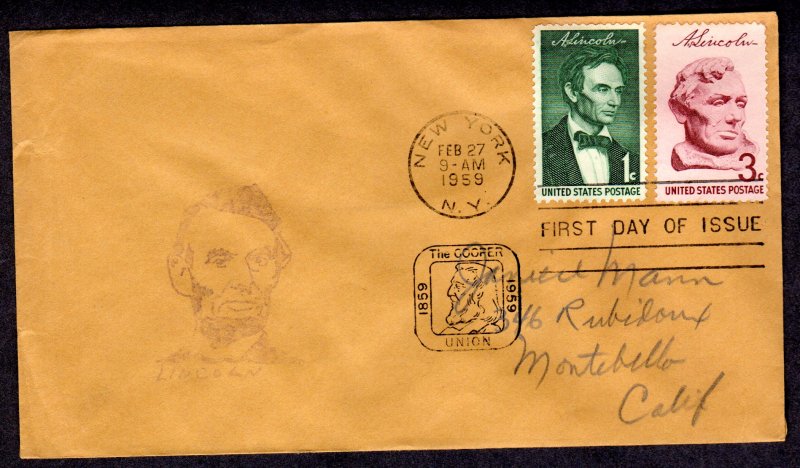 A.Lincoln
1c
UNITED STATES POSTAGE
A.Lincoln
3c
UNITED STATES POSTAGE
NEW YORK
FEB 27
9-AM
1959
N.Y.
FIRST DAY OF ISSUE
The COOPER
1859
1959
UNION
LINCOLN
Mann
Rubidoux
Montebello
Calif